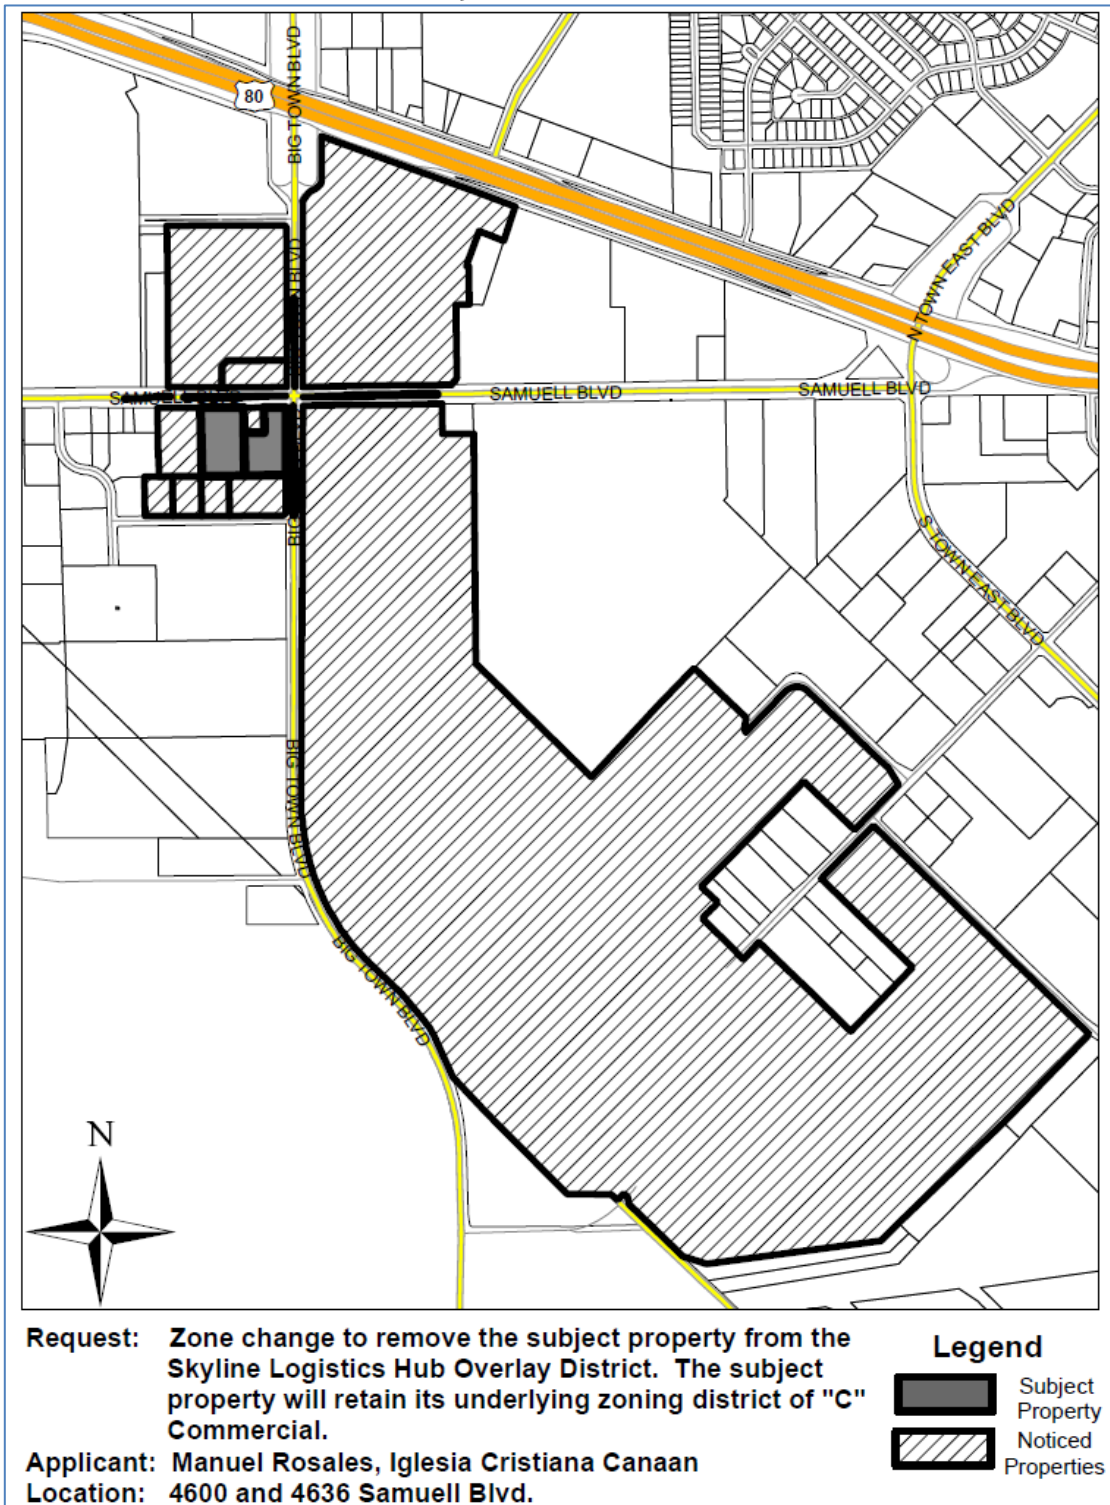 BIG TOWN BLVD
80
N TOWN EAST BLVD
SAMUELL BLVD
SAMUELL BLVD
SAMUELL BLVD
S TOWN EAST BLVD
BIG TOWN BLVD
BIG TOWN BLVD
N
Request: Zone change to remove the subject property from the
Skyline Logistics Hub Overlay District. The subject
property will retain its underlying zoning district of "C"
Commercial.
Applicant: Manuel Rosales, Iglesia Cristiana Canaan
Location: 4600 and 4636 Samuell Blvd.
Legend
Subject
Property
Noticed
Properties